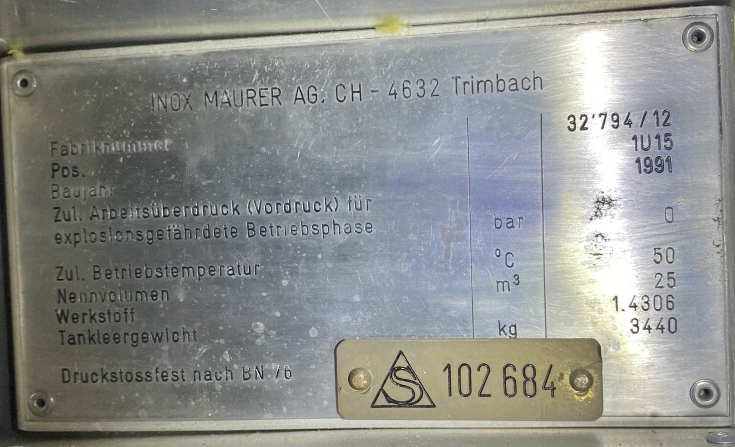 INOX MAURER AG, CH - 4632 Trimbach
Fabriknummer 32'794 / 12
Pos. 1U15
Baujahr 1991
Zul. Arbeitsüberdruck (Vordruck) für
explosionsgefährdete Betriebsphase bar 0
Zul. Betriebstemperatur °C 50
Nennvolumen m³ 25
Werkstoff 1.4306
Tankleergewicht kg 3440
Druckstossfest nach BN 76
S 102 684